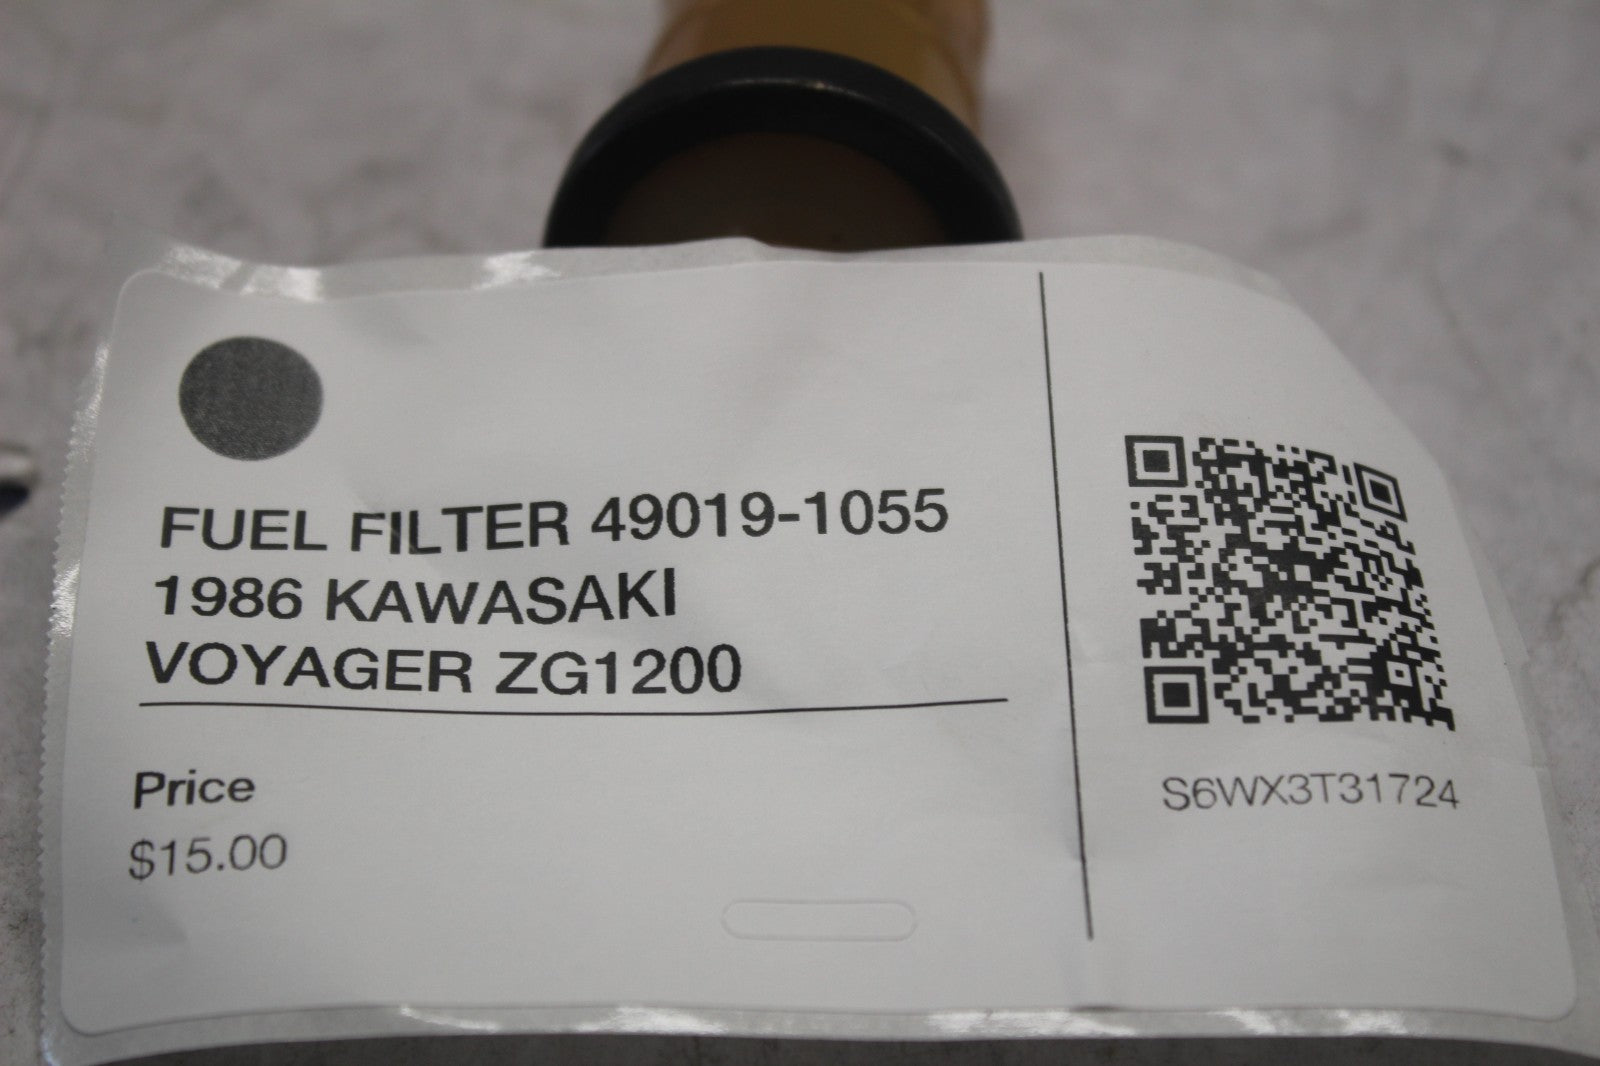 FUEL FILTER 49019-1055
1986 KAWASAKI
VOYAGER ZG1200
Price
$15.00
S6WX3T31724